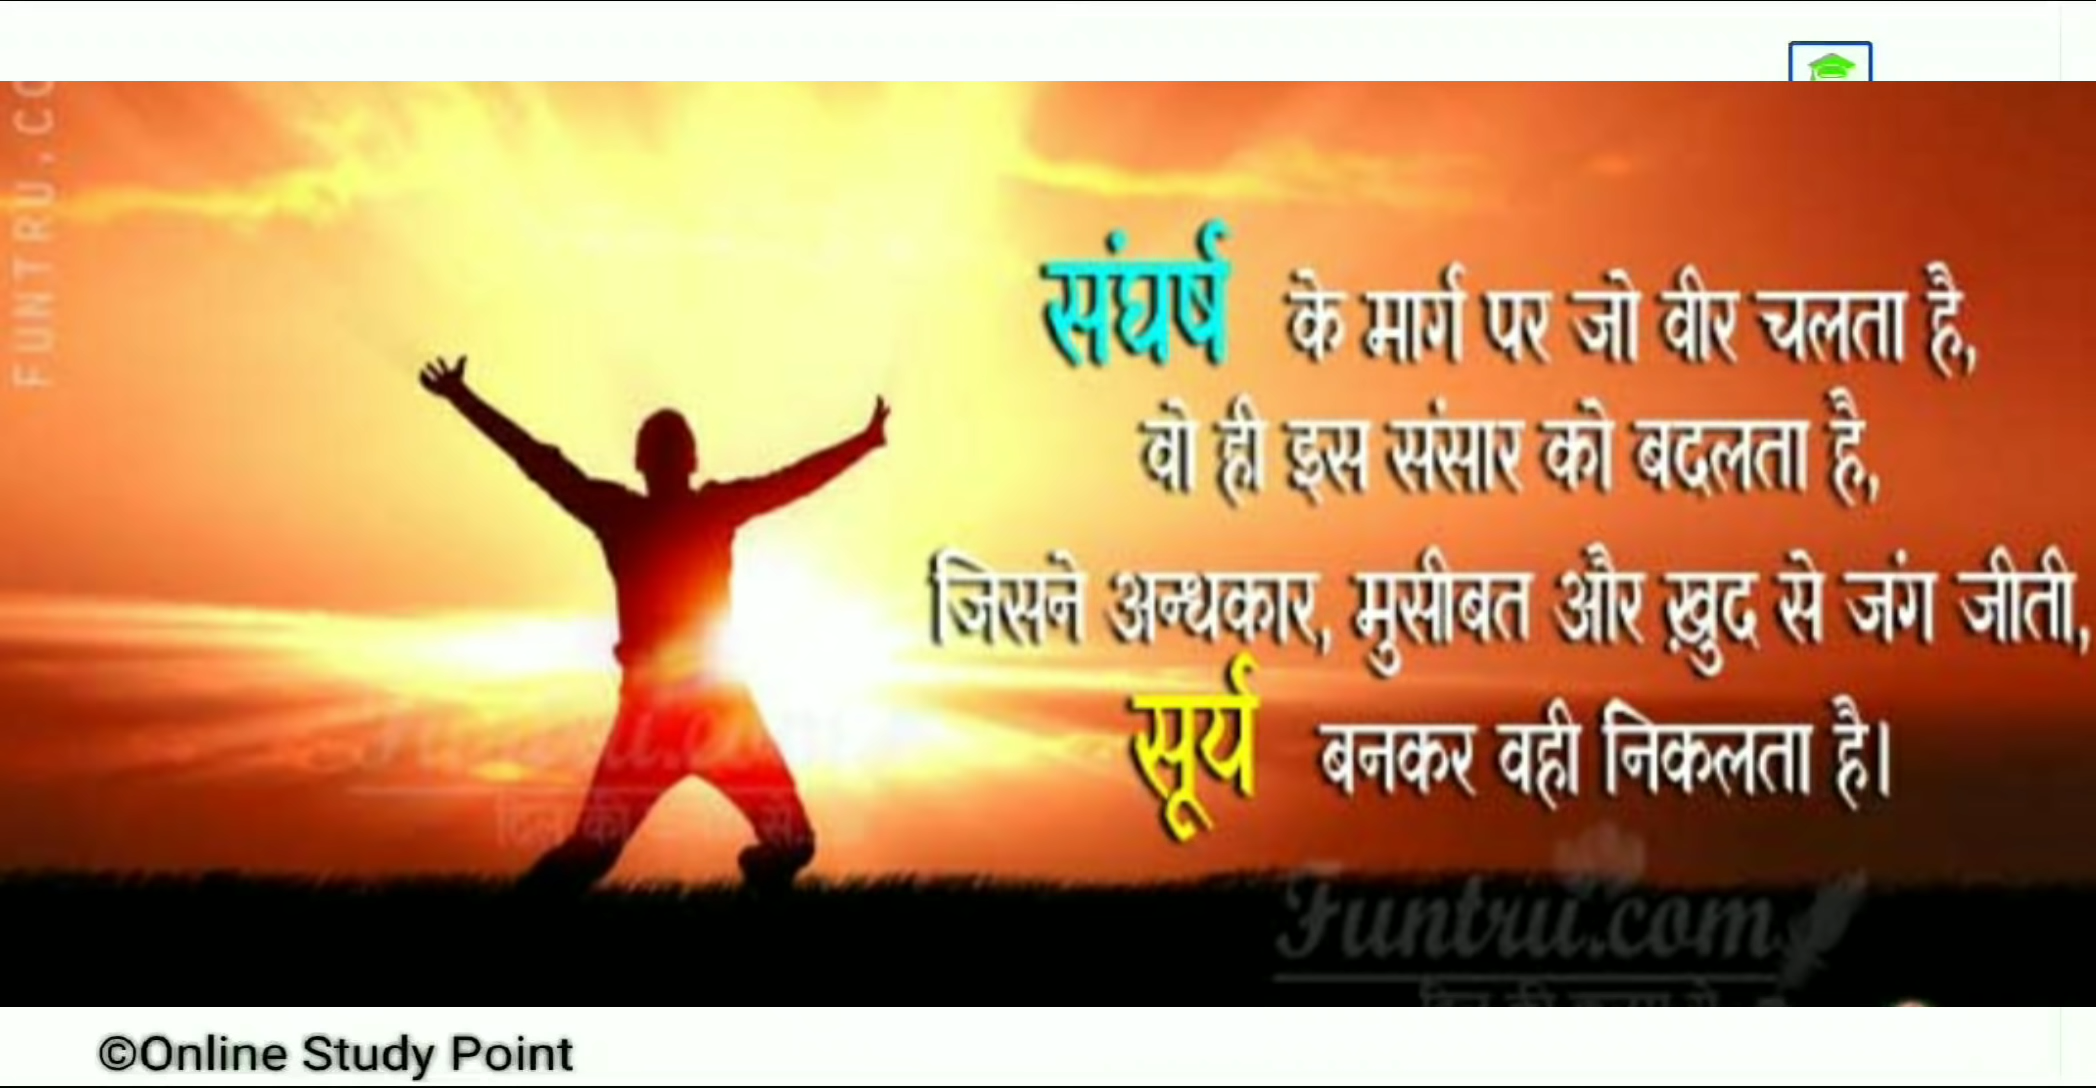 FUNTRU.CO
संघर्ष के मार्ग पर जो वीर चलता है,
वो ही इस संसार को बदलता है,
जिसने अन्धकार, मुसीबत और ख़ुद से जंग जीती,
सूर्य बनकर वही निकलता है।
Funtru.com
©Online Study Point